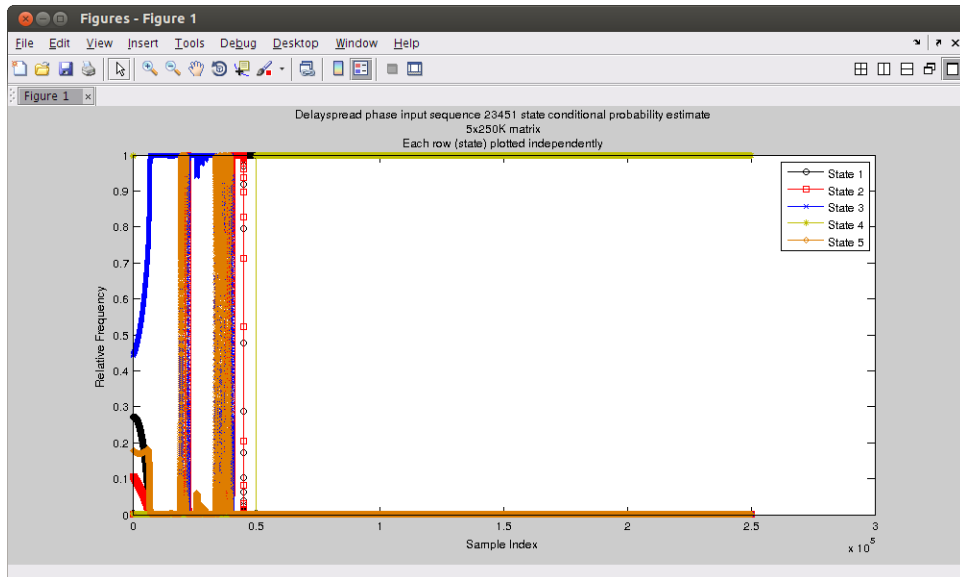 Figures - Figure 1
File Edit View Insert Tools Debug Desktop Window Help
Figure 1
Delayspread phase input sequence 23451 state conditional probability estimate
5x250K matrix
Each row (state) plotted independently
1
0.9
0.8
0.7
0.6
0.5
0.4
0.3
0.2
0.1
0
Relative Frequency
State 1
State 2
State 3
State 4
State 5
0 0.5 1 1.5 2 2.5 3
Sample Index
x 10^5